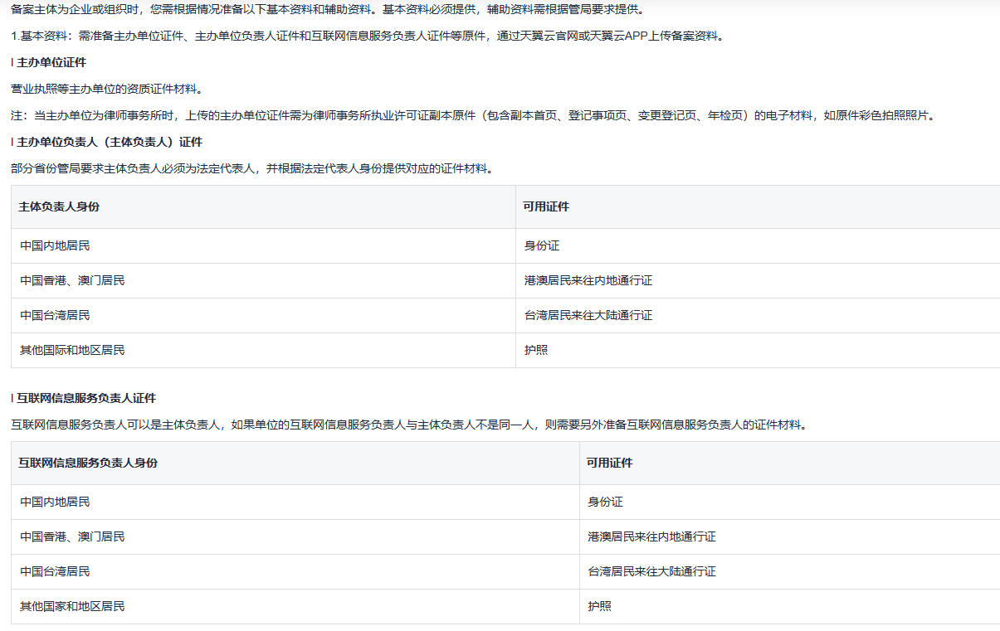 备案主体为企业或组织时，您需根据情况准备以下基本资料和辅助资料。基本资料必须提供，辅助资料需根据管局要求提供。
1.基本资料：需准备主办单位证件、主办单位负责人证件和互联网信息服务负责人证件等原件，通过天翼云官网或天翼云APP上传备案资料。
l 主办单位证件
营业执照等主办单位的资质证件材料。
注：当主办单位为律师事务所时，上传的主办单位证件需为律师事务所执业许可证副本原件（包含副本首页、登记事项页、变更登记页、年检页）的电子材料，如原件彩色拍照照片。
l 主办单位负责人（主体负责人）证件
部分省份管局要求主体负责人必须为法定代表人，并根据法定代表人身份提供对应的证件材料。
主体负责人身份 可用证件
中国内地居民 身份证
中国香港、澳门居民 港澳居民来往内地通行证
中国台湾居民 台湾居民来往大陆通行证
其他国际和地区居民 护照
l 互联网信息服务负责人证件
互联网信息服务负责人可以是主体负责人，如果单位的互联网信息服务负责人与主体负责人不是同一人，则需要另外准备互联网信息服务负责人的证件材料。
互联网信息服务负责人身份 可用证件
中国内地居民 身份证
中国香港、澳门居民 港澳居民来往内地通行证
中国台湾居民 台湾居民来往大陆通行证
其他国家和地区居民 护照